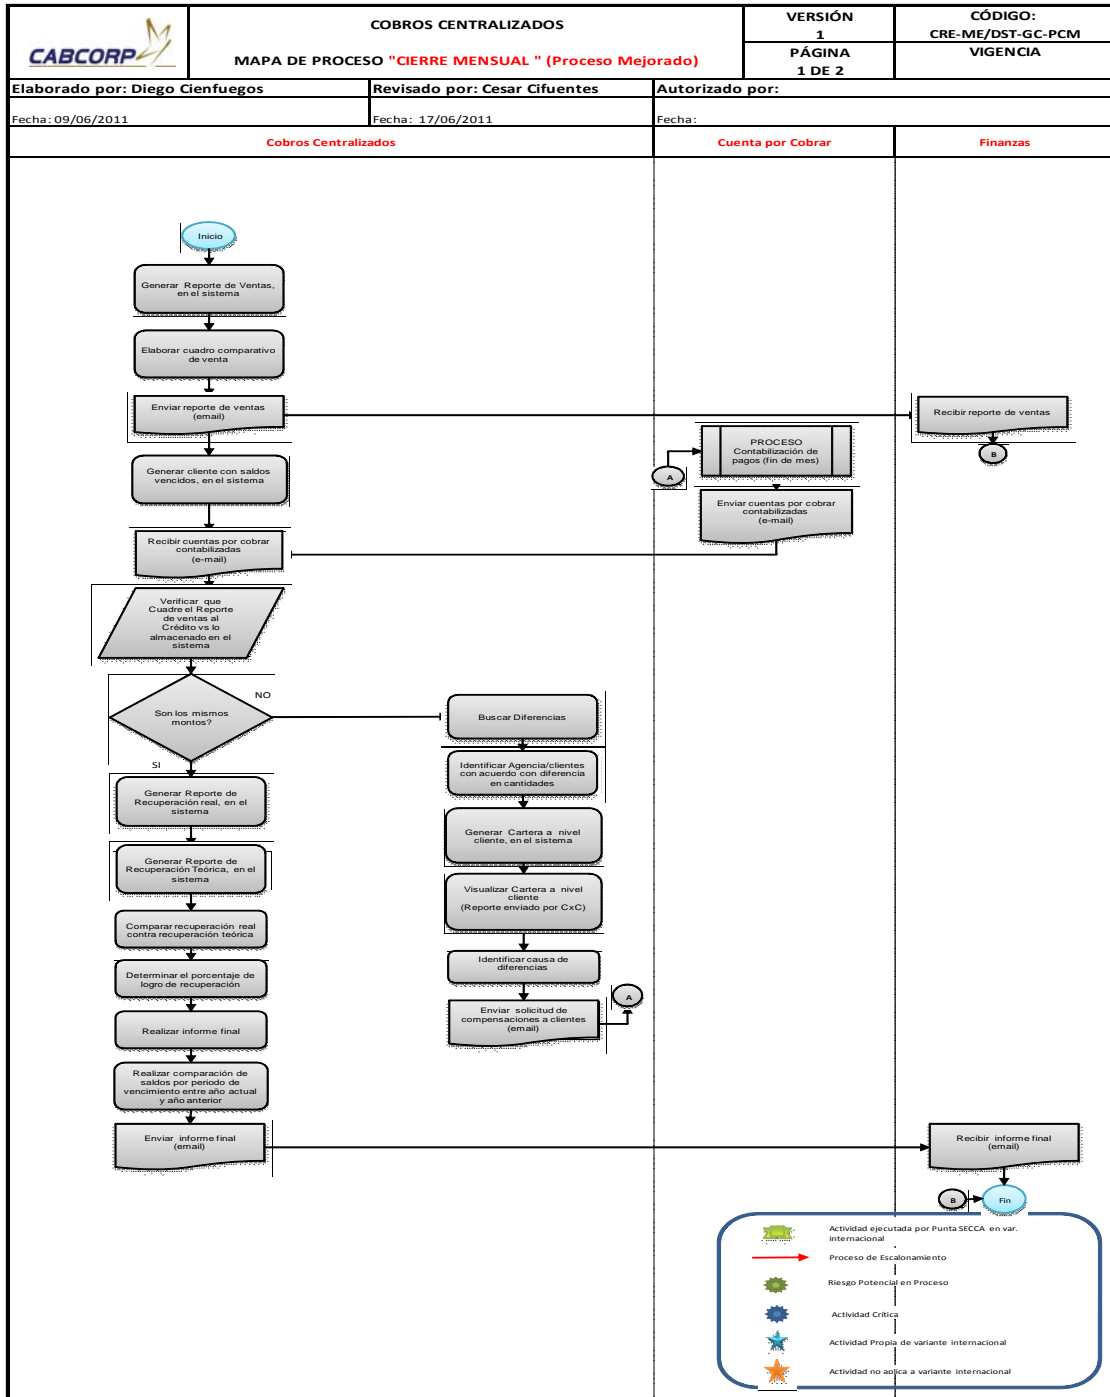 CABCORP
COBROS CENTRALIZADOS
MAPA DE PROCESO "CIERRE MENSUAL " (Proceso Mejorado)
VERSIÓN
1
PÁGINA
1 DE 2
CÓDIGO:
CRE-ME/DST-GC-PCM
VIGENCIA
Elaborado por: Diego Cienfuegos
Revisado por: Cesar Cifuentes
Autorizado por:
Fecha: 09/06/2011
Fecha: 17/06/2011
Fecha:
Cobros Centralizados
Cuenta por Cobrar
Finanzas
Inicio
Generar Reporte de Ventas,
en el sistema
Elaborar cuadro comparativo
de venta
Enviar reporte de ventas
(email)
Recibir reporte de ventas
B
PROCESO
Contabilización de
pagos (fin de mes)
A
Generar cliente con saldos
vencidos, en el sistema
Enviar cuentas por cobrar
contabilizadas
(e-mail)
Recibir cuentas por cobrar
contabilizadas
(e-mail)
Verificar que
Cuadre el Reporte
de ventas al
Crédito vs lo
almacenado en el
sistema
Son los mismos
montos?
NO
SI
Buscar Diferencias
Identificar Agencia/clientes
con acuerdo con diferencia
en cantidades
Generar Cartera a nivel
cliente, en el sistema
Visualizar Cartera a nivel
cliente
(Reporte enviado por CxC)
Identificar causa de
diferencias
Enviar solicitud de
compensaciones a clientes
(email)
A
Generar Reporte de
Recuperación real, en el
sistema
Generar Reporte de
Recuperación Teórica, en el
sistema
Comparar recuperación real
contra recuperación teórica
Determinar el porcentaje de
logro de recuperación
Realizar informe final
Realizar comparación de
saldos por periodo de
vencimiento entre año actual
y año anterior
Enviar informe final
(email)
Recibir informe final
(email)
B
Fin
Actividad ejecutada por Punta SECCA en var.
internacional
Proceso de Escalonamiento
Riesgo Potencial en Proceso
Actividad Crítica
Actividad Propia de variante internacional
Actividad no aplica a variante internacional